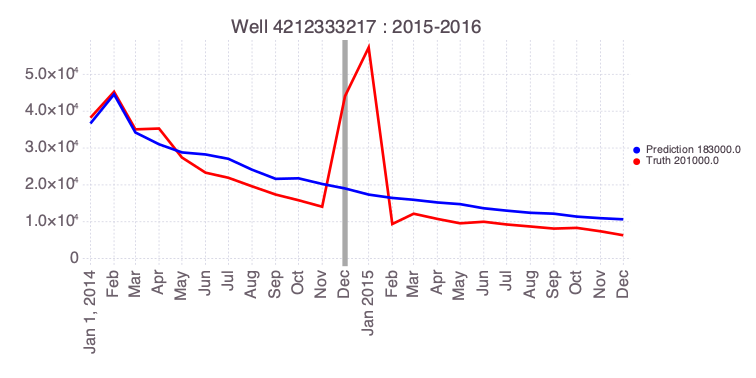 Well 4212333217 : 2015-2016
5.0×10⁴
4.0×10⁴
3.0×10⁴
2.0×10⁴
1.0×10⁴
0
Prediction 183000.0
Truth 201000.0
Jan 1, 2014
Feb
Mar
Apr
May
Jun
Jul
Aug
Sep
Oct
Nov
Dec
Jan 2015
Feb
Mar
Apr
May
Jun
Jul
Aug
Sep
Oct
Nov
Dec